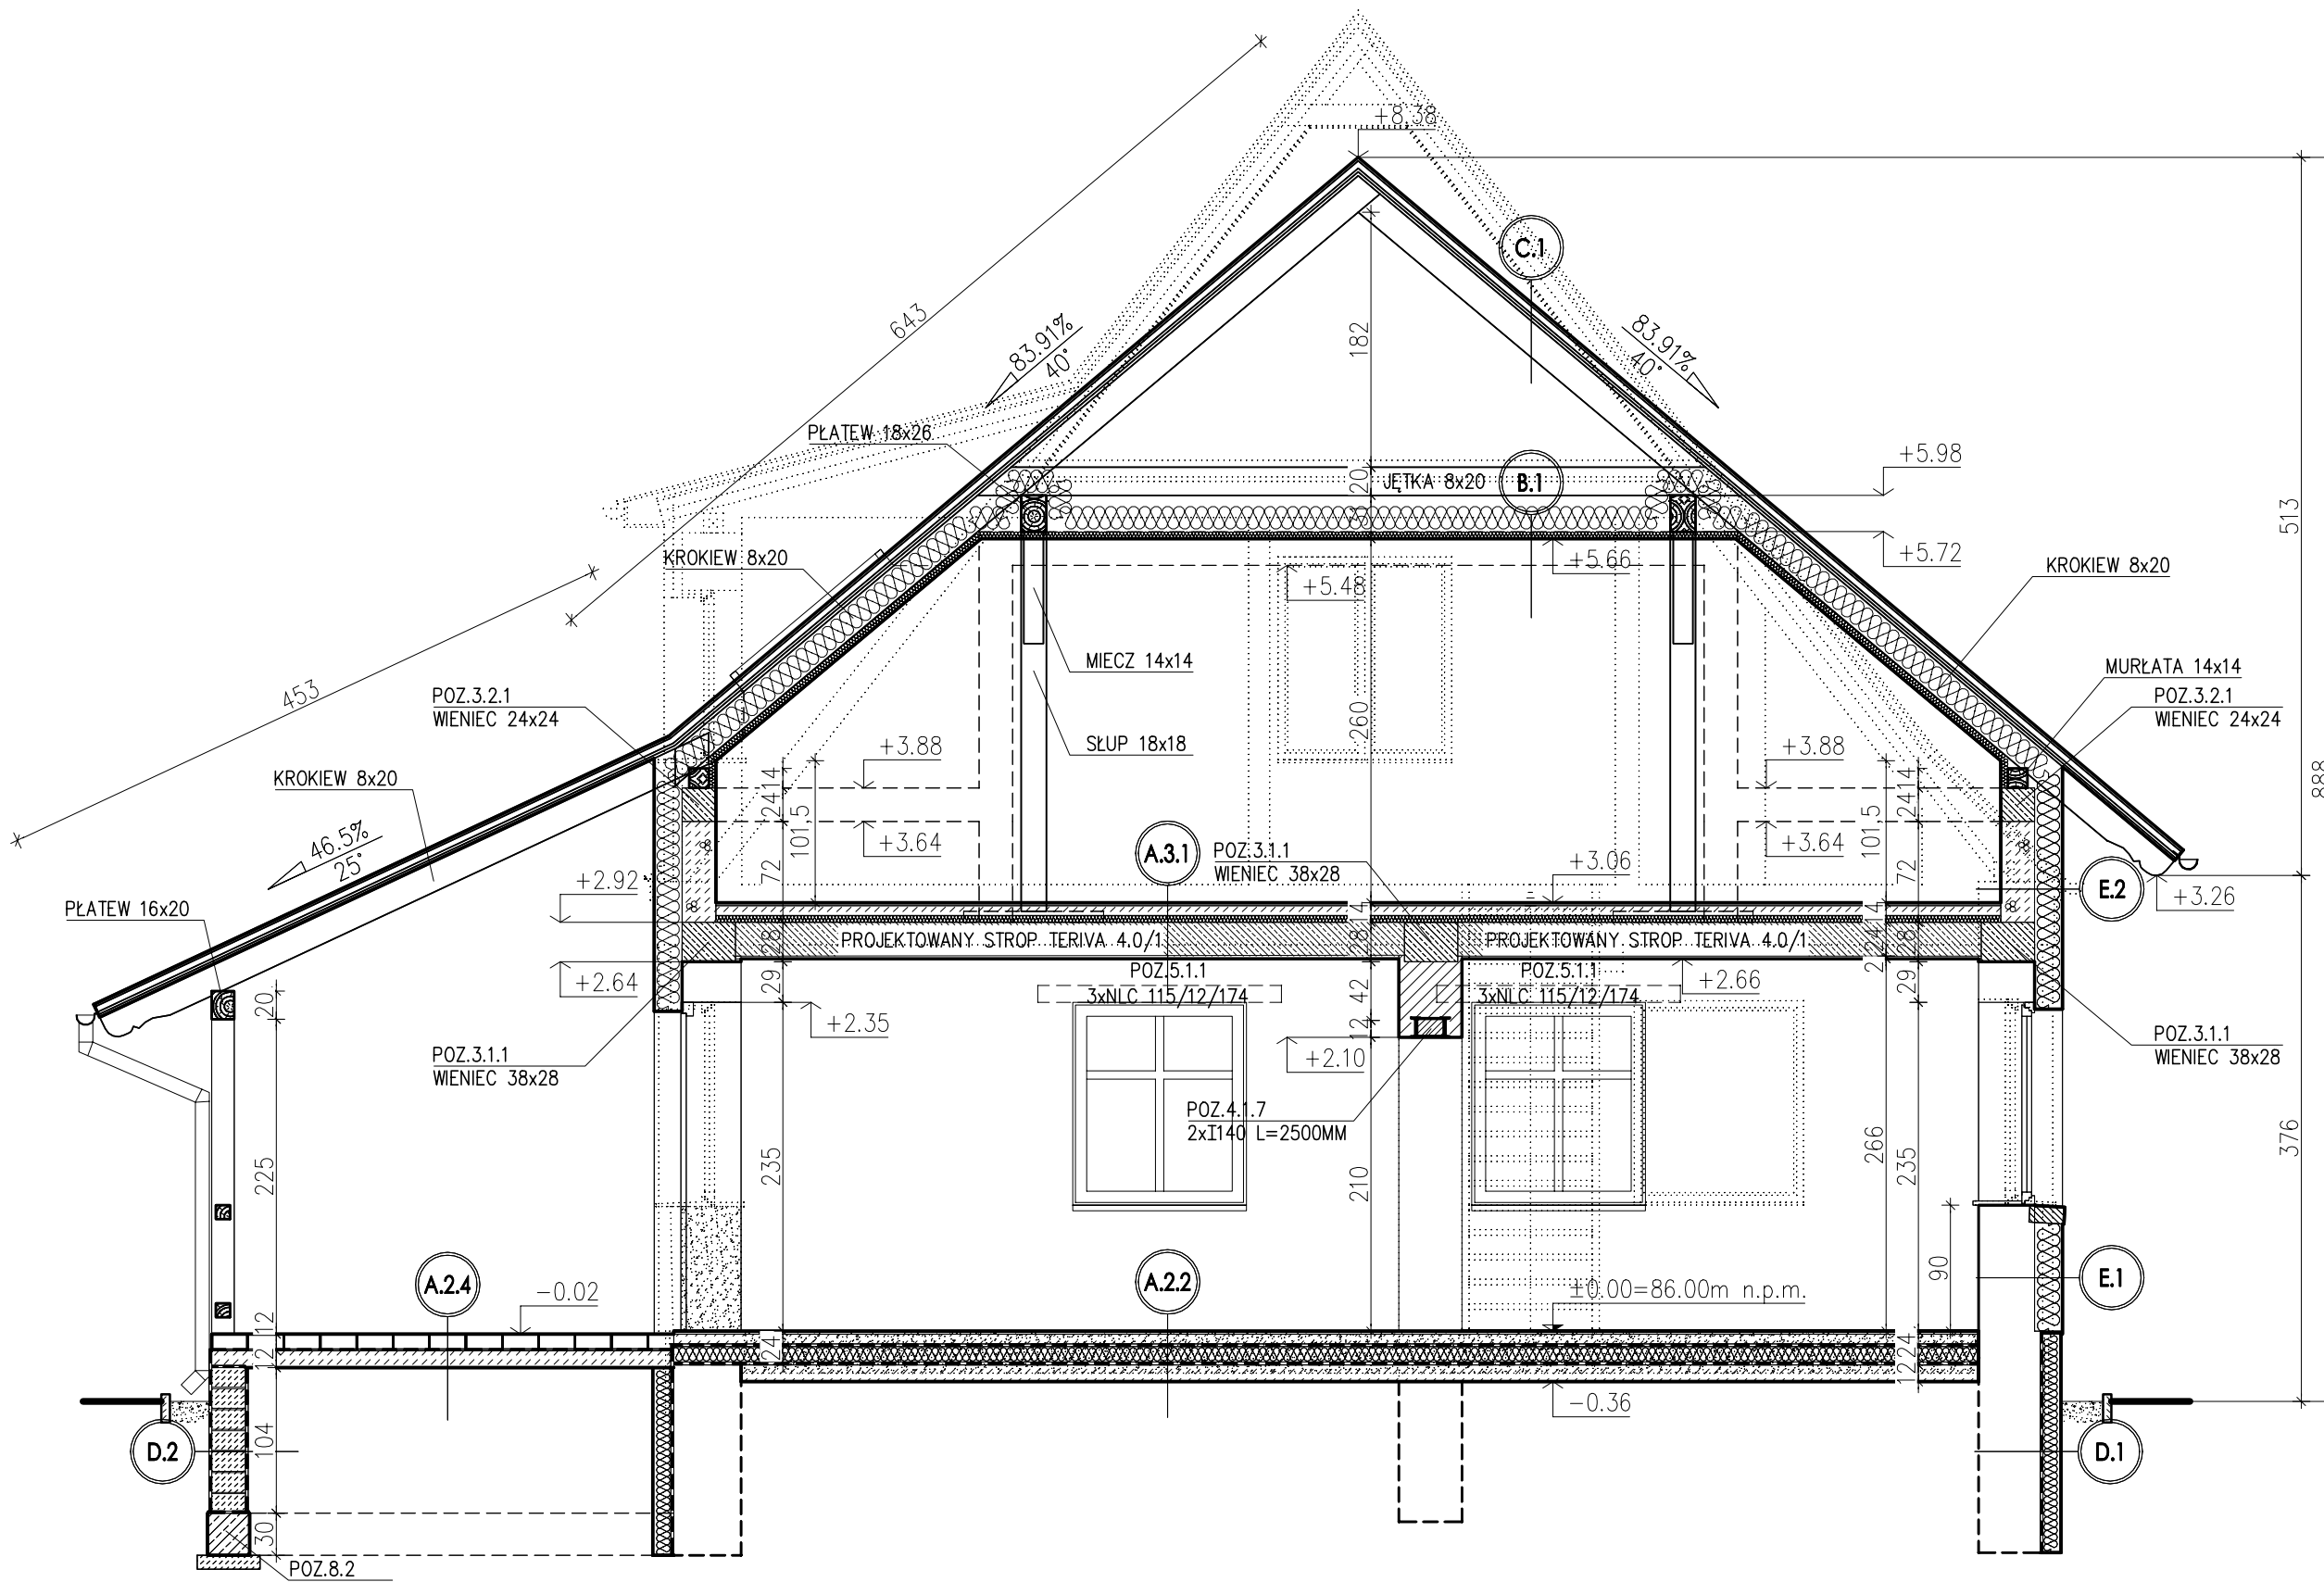 +8.38
C.1
643
83.91%
40°
83.91%
40°
182
PŁATEW 18x26
+5.98
20
JĘTKA 8x20
B.1
513
KROKIEW 8x20
+5.66
+5.72
+5.48
KROKIEW 8x20
MIECZ 14x14
MURŁATA 14x14
453
POZ.3.2.1
WIENIEC 24x24
POZ.3.2.1
WIENIEC 24x24
260
SŁUP 18x18
+3.88
+3.88
888
KROKIEW 8x20
14
24
101,5
72
14
24
101,5
72
46.5%
25°
+3.64
+3.64
A.3.1
POZ.3.1.1
WIENIEC 38x28
+3.06
+2.92
E.2
+3.26
PŁATEW 16x20
14
28
28
14
24
28
PROJEKTOWANY STROP TERIVA 4.0/1
PROJEKTOWANY STROP TERIVA 4.0/1
+2.64
29
POZ.5.1.1
3xNLC 115/12/174
POZ.5.1.1
3xNLC 115/12/174
+2.66
29
20
42
12
+2.35
+2.10
POZ.3.1.1
WIENIEC 38x28
POZ.3.1.1
WIENIEC 38x28
POZ.4.1.7
2xI140 L=2500MM
376
225
235
210
266
235
90
A.2.4
-0.02
A.2.2
±0.00=86.00m n.p.m.
E.1
12
12
24
24
12
-0.36
D.2
104
D.1
30
POZ.8.2